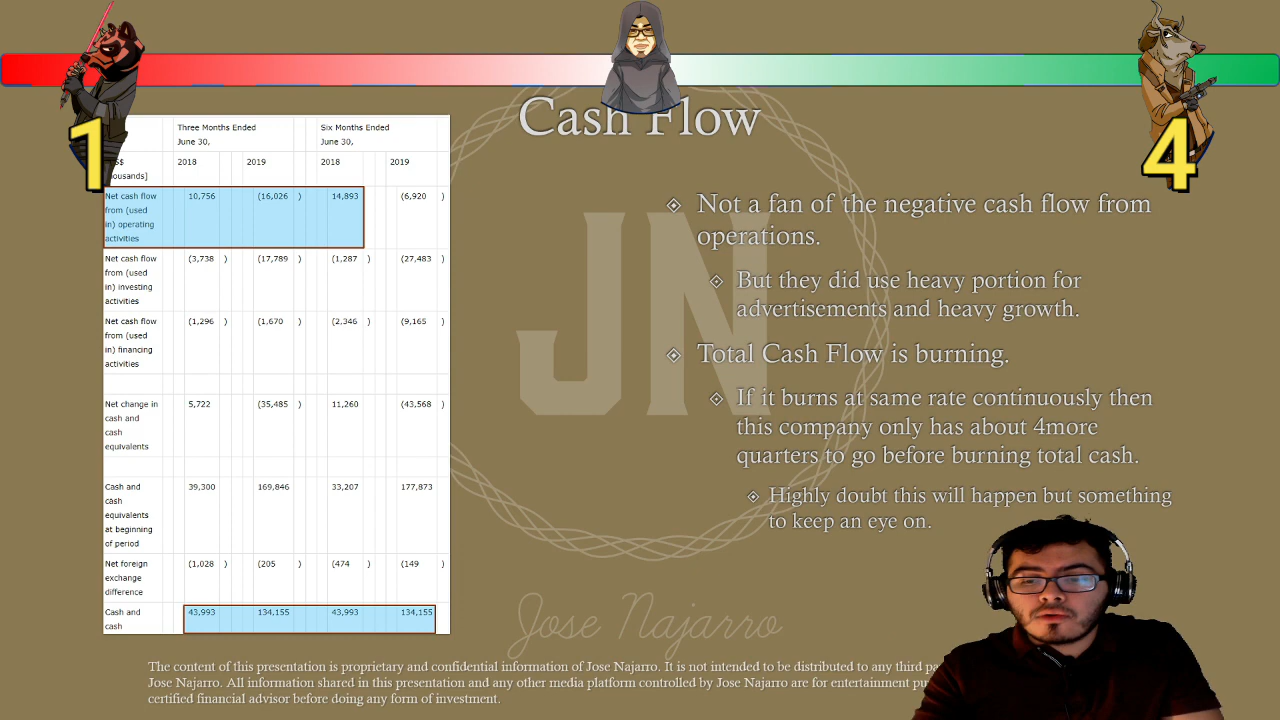 1
4
Cash Flow
Three Months Ended
June 30,
Six Months Ended
June 30,
2018 2019 2018 2019
housands]
Net cash flow
from (used
in) operating
activities
10,756 (16,026 ) 14,893 (6,920 )
Net cash flow
from (used
in) investing
activities
(3,738 ) (17,789 ) (1,287 ) (27,483 )
Net cash flow
from (used
in) financing
activities
(1,296 ) (1,670 ) (2,346 ) (9,165 )
Net change in
cash and
cash
equivalents
5,722 (35,485 ) 11,260 (43,568 )
Cash and
cash
equivalents
at beginning
of period
39,300 169,846 33,207 177,873
Net foreign
exchange
difference
(1,028 ) (205 ) (474 ) (149 )
Cash and
cash
43,993 134,155 43,993 134,155
Not a fan of the negative cash flow from
operations.
But they did use heavy portion for
advertisements and heavy growth.
Total Cash Flow is burning.
If it burns at same rate continuously then
this company only has about 4more
quarters to go before burning total cash.
Highly doubt this will happen but something
to keep an eye on.
JN
Jose Najarro
The content of this presentation is proprietary and confidential information of Jose Najarro. It is not intended to be distributed to any third
Jose Najarro. All information shared in this presentation and any other media platform controlled by Jose Najarro are for entertainment
certified financial advisor before doing any form of investment.